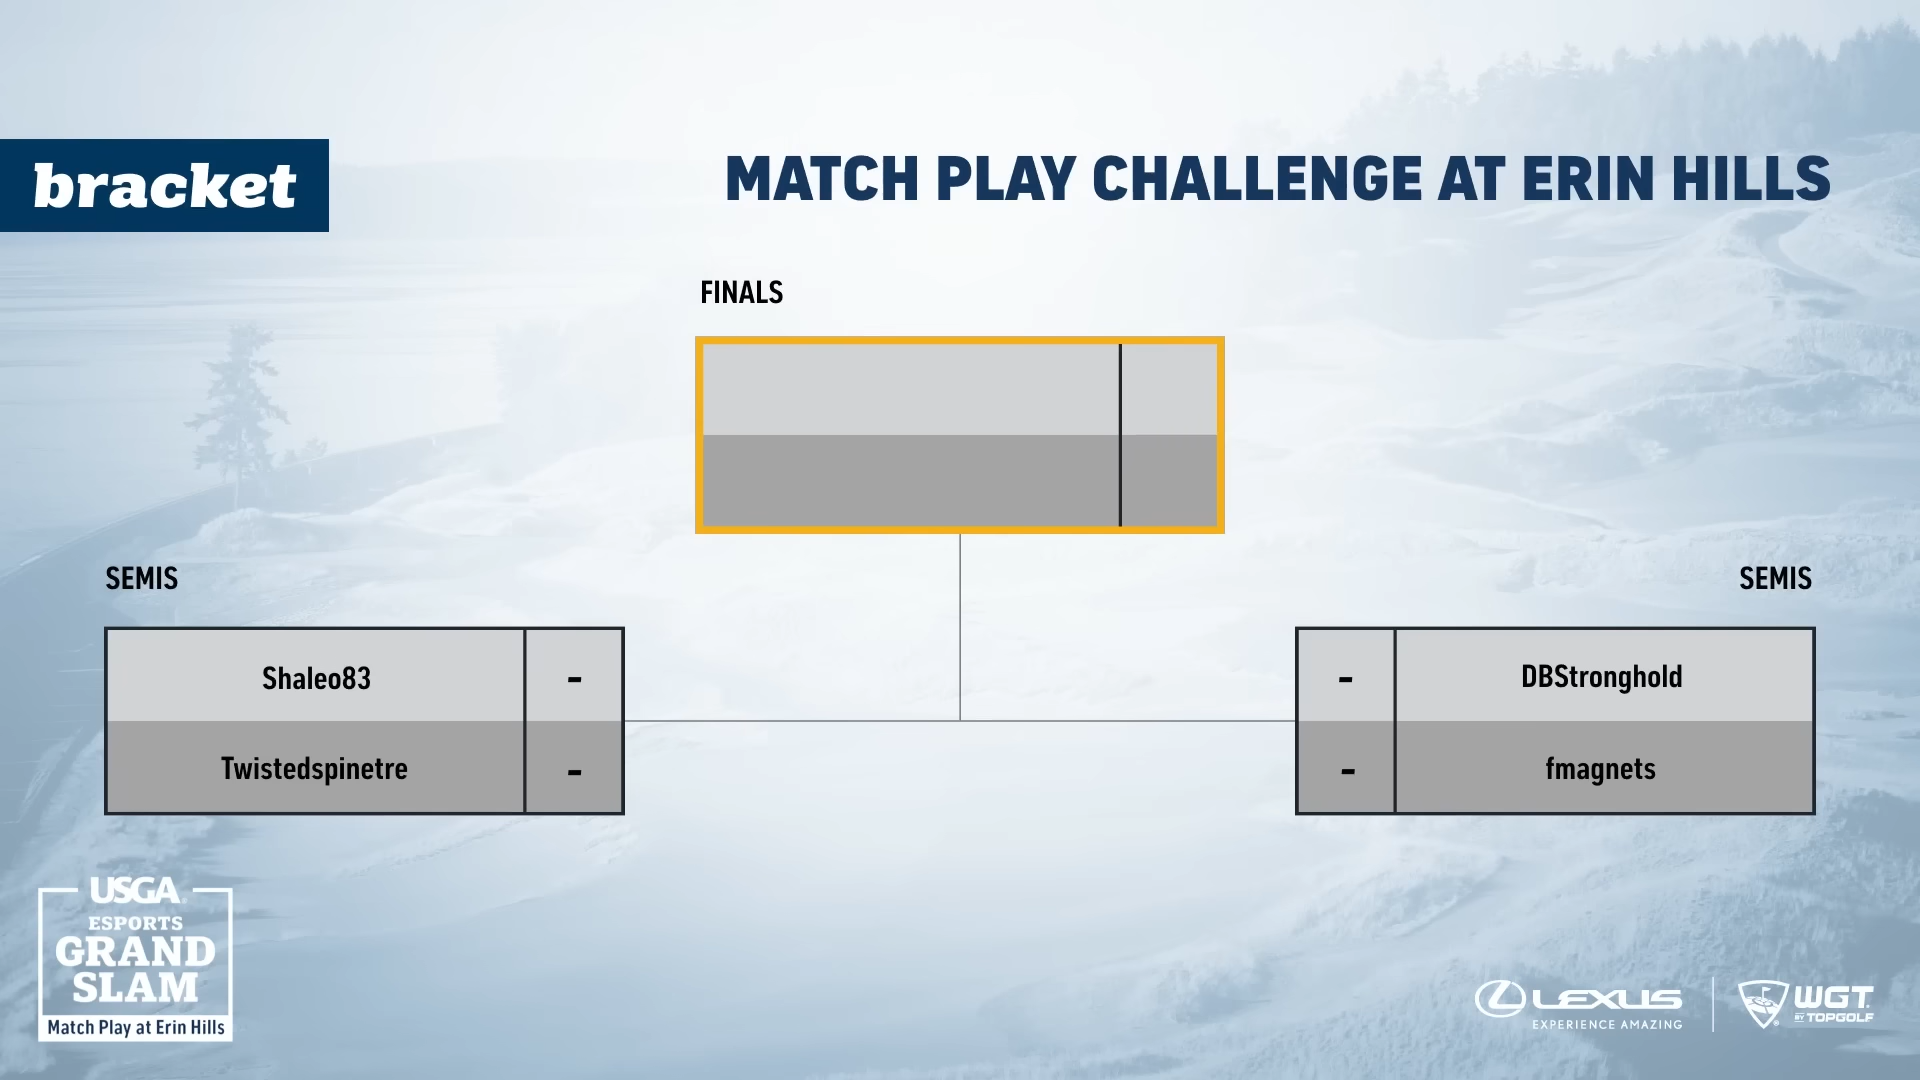 bracket
MATCH PLAY CHALLENGE AT ERIN HILLS
FINALS
SEMIS
SEMIS
Shaleo83 -
Twistedspinetre -
- DBStronghold
- fmagnets
USGA
ESPORTS
GRAND
SLAM
Match Play at Erin Hills
LEXUS
EXPERIENCE AMAZING
WGT
BY TOPGOLF